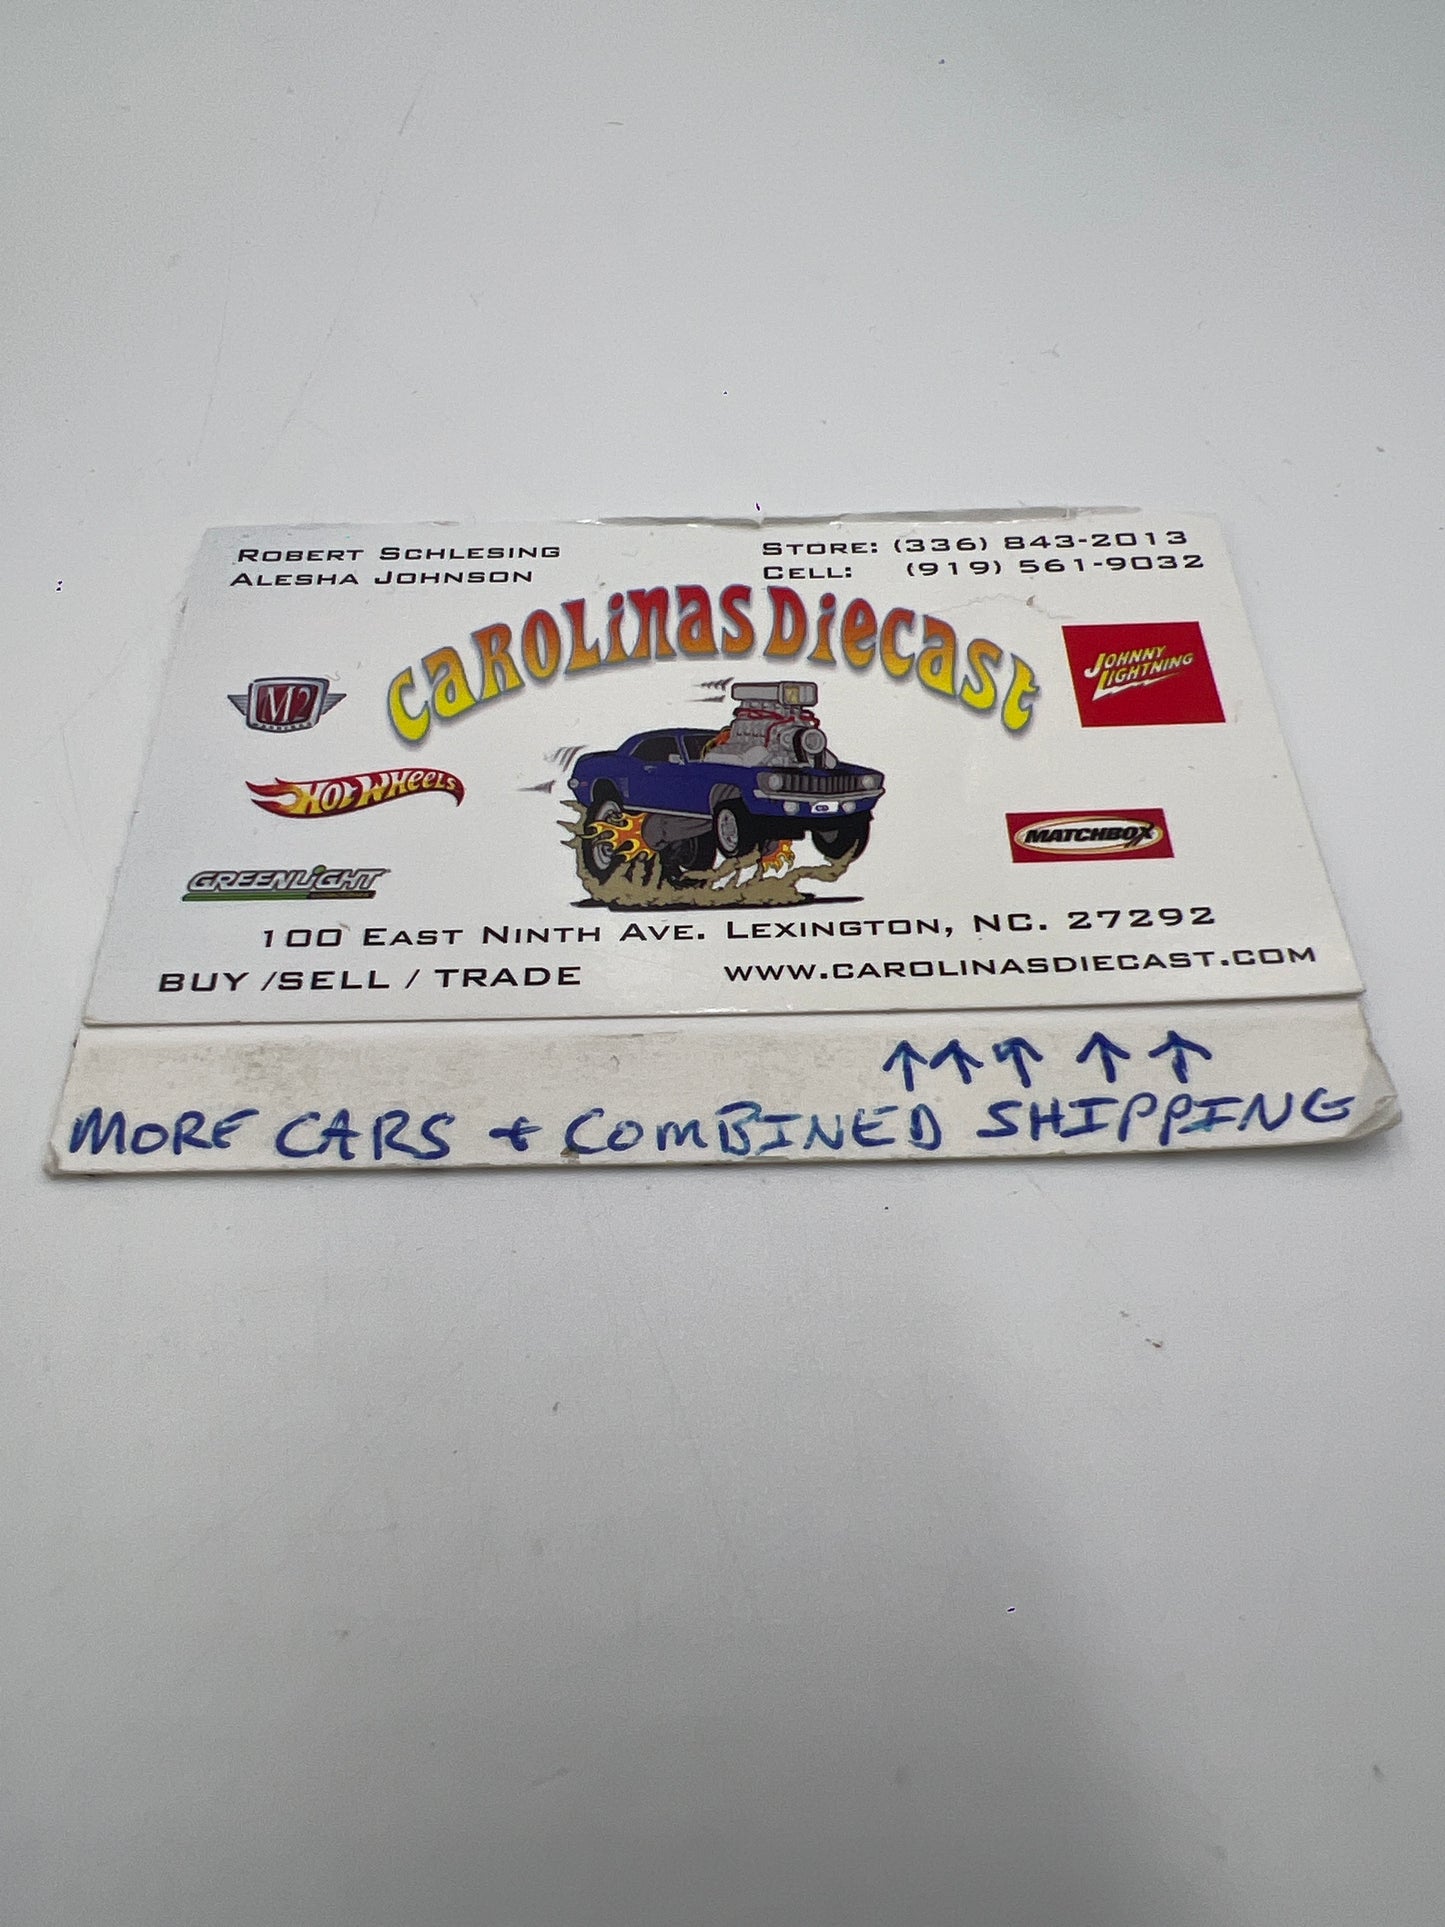 ROBERT SCHLESING
ALESHA JOHNSON
STORE: (336) 843-2013
CELL: (919) 561-9032
CAROLINAS DIECAST
M2
JOHNNY LIGHTNING
HOT WHEELS
MATCHBOX
GREENLIGHT
100 EAST NINTH AVE. LEXINGTON, NC. 27292
BUY /SELL / TRADE
WWW.CAROLINASDIECAST.COM
↑ ↑ ↑ ↑ ↑
MORE CARS + COMBINED SHIPPING